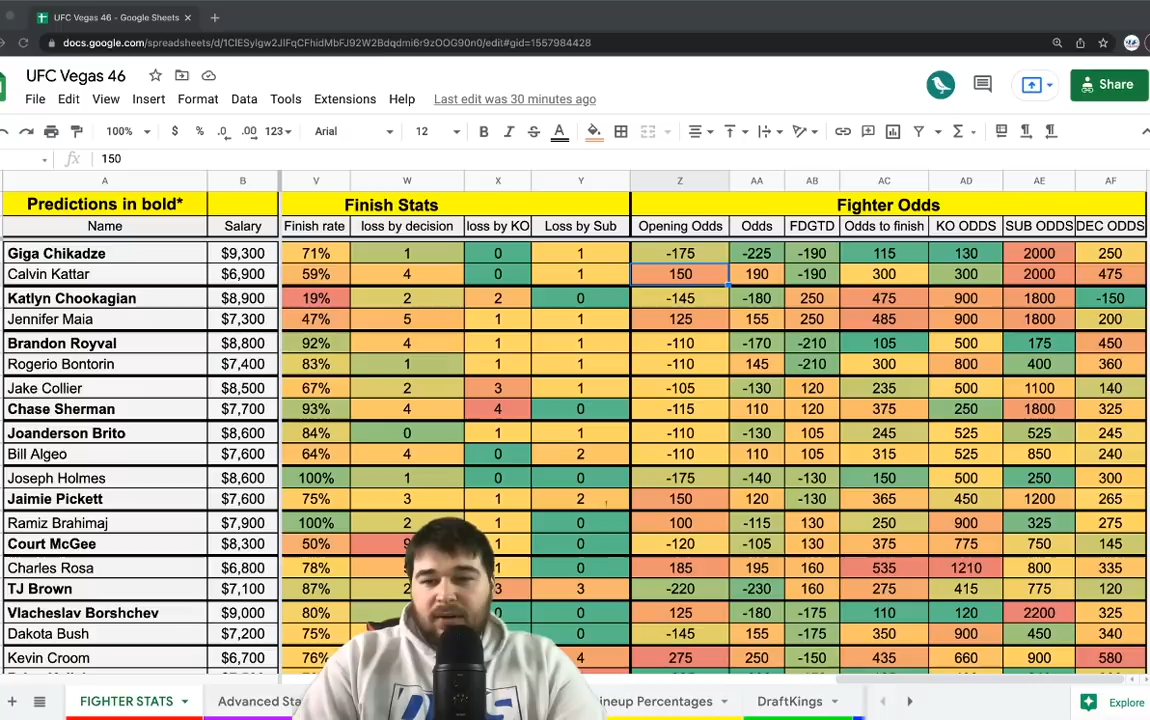 UFC Vegas 46 - Google Sheets
docs.google.com/spreadsheets/d/1ClESylgw2JlFqCFhidMbFJ92W2Bdqdmi6r9zOOG90n0/edit#gid=1557984428
UFC Vegas 46
File Edit View Insert Format Data Tools Extensions Help Last edit was 30 minutes ago
Share
100% $ % .0 .00 123 Arial 12 B I S A
fx 150
A B V W X Y Z AA AB AC AD AE AF
Predictions in bold* Finish Stats Fighter Odds
Name Salary Finish rate loss by decision loss by KO Loss by Sub Opening Odds Odds FDGTD Odds to finish KO ODDS SUB ODDS DEC ODDS
Giga Chikadze $9,300 71% 1 0 1 -175 -225 -190 115 130 2000 250
Calvin Kattar $6,900 59% 4 0 1 150 190 -190 300 300 2000 475
Katlyn Chookagian $8,900 19% 2 2 0 -145 -180 250 475 900 1800 -150
Jennifer Maia $7,300 47% 5 1 1 125 155 250 485 900 1800 200
Brandon Royval $8,800 92% 4 1 1 -110 -170 -210 105 500 175 450
Rogerio Bontorin $7,400 83% 1 1 1 -110 145 -210 300 800 400 360
Jake Collier $8,500 67% 2 3 1 -105 -130 120 235 500 1100 140
Chase Sherman $7,700 93% 4 4 0 -115 110 120 375 250 1800 325
Joanderson Brito $8,600 84% 0 1 1 -110 -130 105 245 525 525 245
Bill Algeo $7,600 64% 4 0 2 -110 110 105 315 525 850 240
Joseph Holmes $8,600 100% 1 0 0 -175 -140 -130 150 500 250 300
Jaimie Pickett $7,600 75% 3 1 2 150 120 -130 365 450 1200 265
Ramiz Brahimaj $7,900 100% 2 1 0 100 -115 130 250 900 325 275
Court McGee $8,300 50% 9 1 0 -120 -105 130 375 775 750 145
Charles Rosa $6,800 78% 1 0 185 195 160 535 1210 800 335
TJ Brown $7,100 87% 2 3 3 -220 -230 160 275 415 775 120
Vlacheslav Borshchev $9,000 80% 0 0 125 -180 -175 110 120 2200 325
Dakota Bush $7,200 75% 0 -145 155 -175 350 900 450 340
Kevin Croom $6,700 76% 4 275 250 -150 435 660 900 580
FIGHTER STATS Advanced Sta ineup Percentages DraftKings Explore